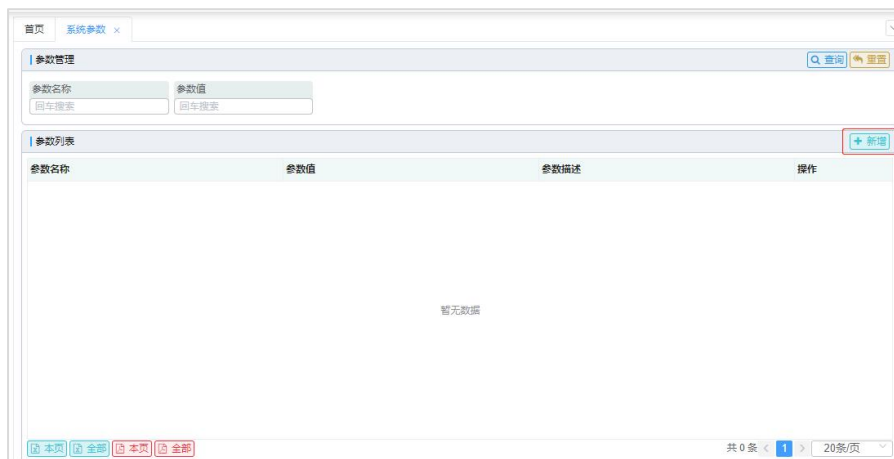 首页 系统参数 ×
参数管理 查询 重置
参数名称 参数值
回车搜索 回车搜索
参数列表 + 新增
参数名称 参数值 参数描述 操作
暂无数据
本页 全部 本页 全部 共 0 条 < 1 > 20条/页